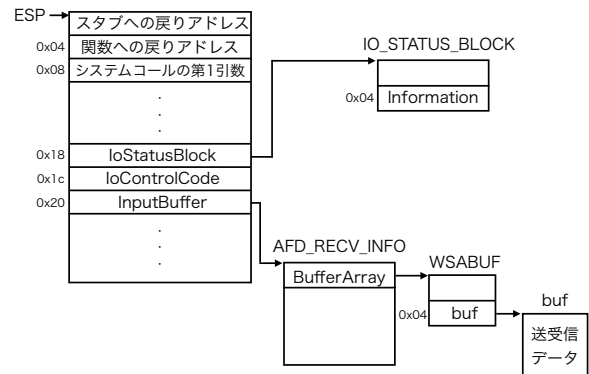 ESP
スタブへの戻りアドレス
0x04
関数への戻りアドレス
0x08
システムコールの第1引数
0x18
IoStatusBlock
0x1c
IoControlCode
0x20
InputBuffer
IO_STATUS_BLOCK
0x04
Information
AFD_RECV_INFO
BufferArray
WSABUF
0x04
buf
buf
送受信
データ